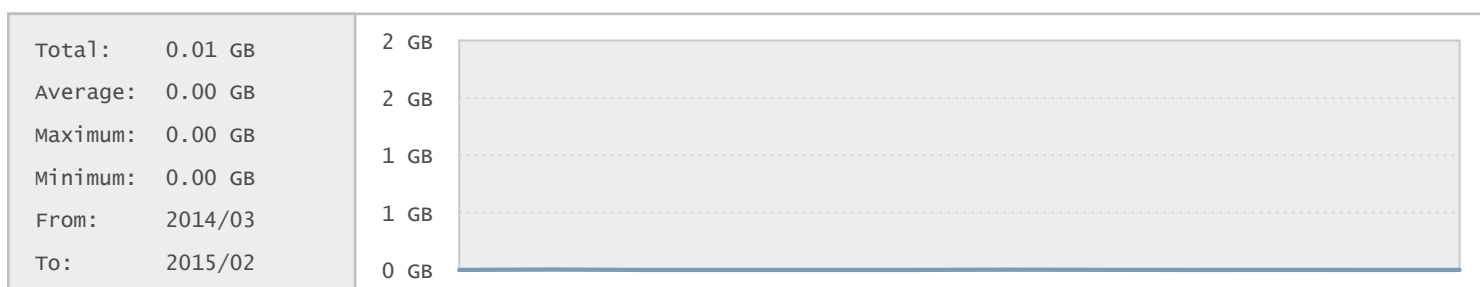 Total: 0.01 GB
Average: 0.00 GB
Maximum: 0.00 GB
Minimum: 0.00 GB
From: 2014/03
To: 2015/02
2 GB
2 GB
1 GB
1 GB
0 GB